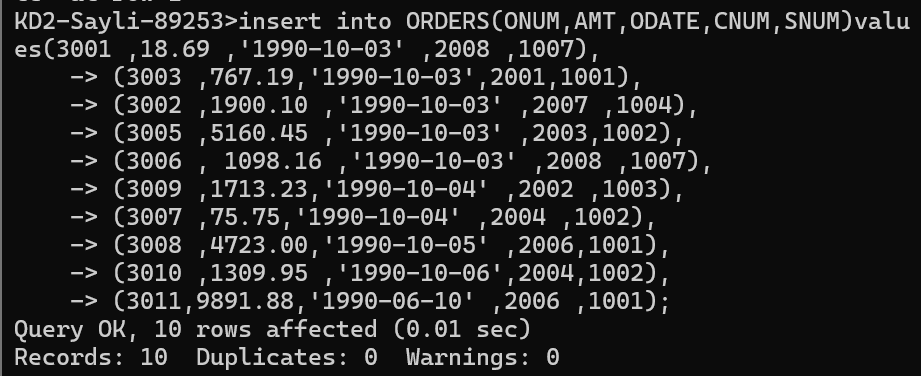 KD2-Sayli-89253>insert into ORDERS(ONUM,AMT,ODATE,CNUM,SNUM)valu
es(3001 ,18.69 ,'1990-10-03' ,2008 ,1007),
    -> (3003 ,767.19,'1990-10-03',2001,1001),
    -> (3002 ,1900.10 ,'1990-10-03' ,2007 ,1004),
    -> (3005 ,5160.45 ,'1990-10-03' ,2003,1002),
    -> (3006 , 1098.16 ,'1990-10-03' ,2008 ,1007),
    -> (3009 ,1713.23,'1990-10-04' ,2002 ,1003),
    -> (3007 ,75.75,'1990-10-04' ,2004 ,1002),
    -> (3008 ,4723.00,'1990-10-05' ,2006,1001),
    -> (3010 ,1309.95 ,'1990-10-06',2004,1002),
    -> (3011,9891.88,'1990-06-10' ,2006 ,1001);
Query OK, 10 rows affected (0.01 sec)
Records: 10  Duplicates: 0  Warnings: 0